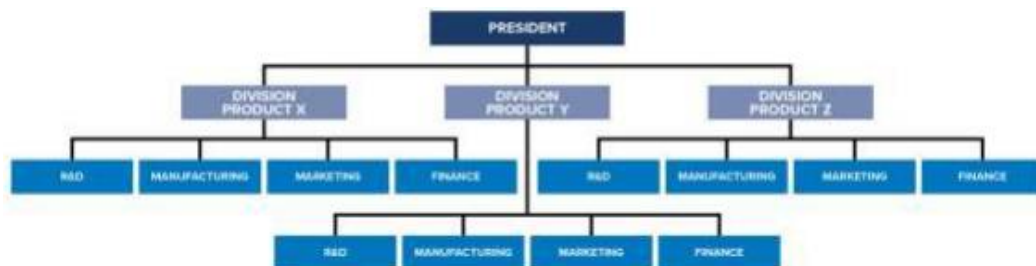 PRESIDENT
DIVISION
PRODUCT X
DIVISION
PRODUCT Y
DIVISION
PRODUCT Z
R&D
MANUFACTURING
MARKETING
FINANCE
R&D
MANUFACTURING
MARKETING
FINANCE
R&D
MANUFACTURING
MARKETING
FINANCE